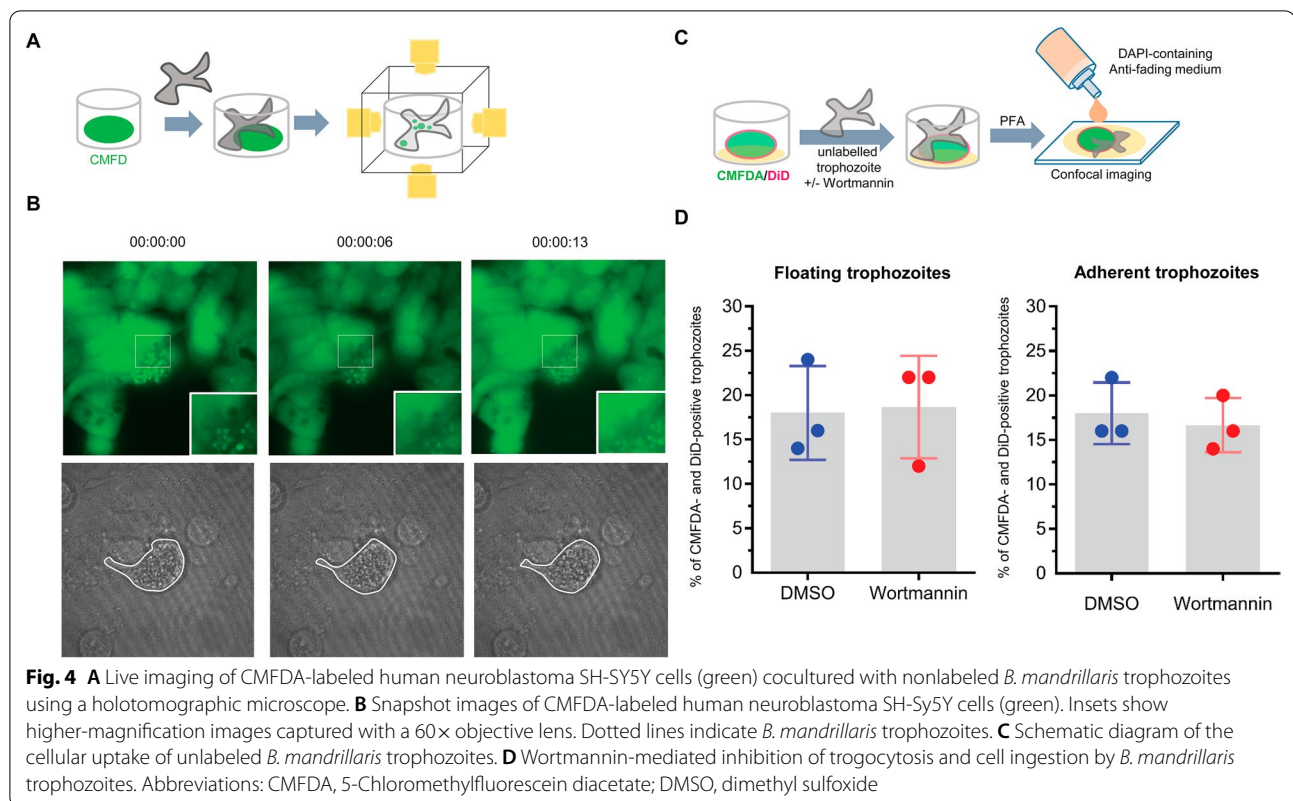 A
CMFD
B
00:00:00 00:00:06 00:00:13
C
DAPI-containing
Anti-fading medium
PFA
unlabelled
trophozoite
+/- Wortmannin
CMFDA/DiD
Confocal imaging
D
Floating trophozoites
% of CMFDA- and DiD-positive trophozoites
30
25
20
15
10
5
0
DMSO Wortmannin
Adherent trophozoites
% of CMFDA- and DiD-positive trophozoites
30
25
20
15
10
5
0
DMSO Wortmannin
Fig. 4 A Live imaging of CMFDA-labeled human neuroblastoma SH-SY5Y cells (green) cocultured with nonlabeled B. mandrillaris trophozoites
using a holotomographic microscope. B Snapshot images of CMFDA-labeled human neuroblastoma SH-Sy5Y cells (green). Insets show
higher-magnification images captured with a 60× objective lens. Dotted lines indicate B. mandrillaris trophozoites. C Schematic diagram of the
cellular uptake of unlabeled B. mandrillaris trophozoites. D Wortmannin-mediated inhibition of trogocytosis and cell ingestion by B. mandrillaris
trophozoites. Abbreviations: CMFDA, 5-Chloromethylfluorescein diacetate; DMSO, dimethyl sulfoxide